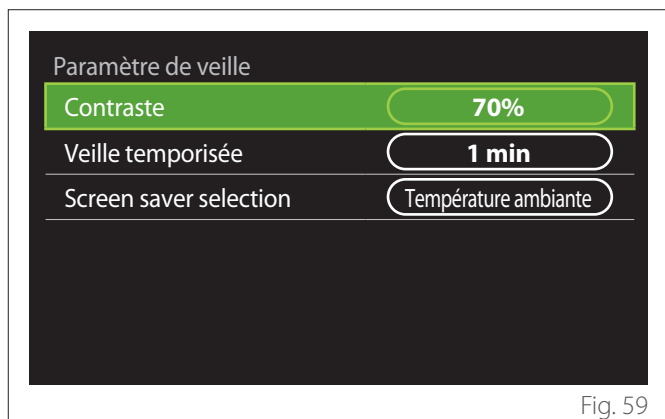 Paramètre de veille
Contraste 70%
Veille temporisée 1 min
Screen saver selection Température ambiante
Fig. 59